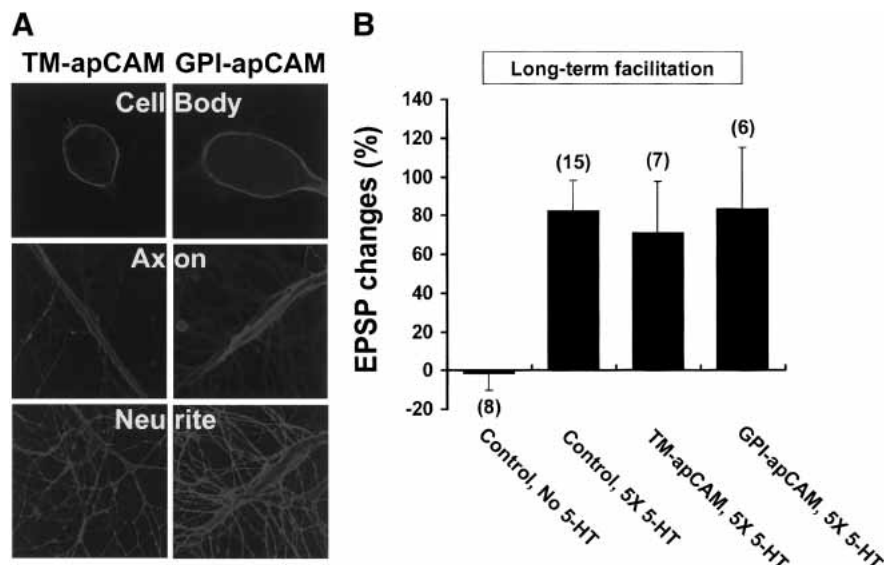 A
TM-apCAM GPI-apCAM
Cell Body
Axon
Neurite
B
Long-term facilitation
EPSP changes (%)
140
120
100
80
60
40
20
0
-20
(8)
(15)
(7)
(6)
Control, No 5-HT
Control, 5X 5-HT
TM-apCAM, 5X 5-HT
GPI-apCAM, 5X 5-HT